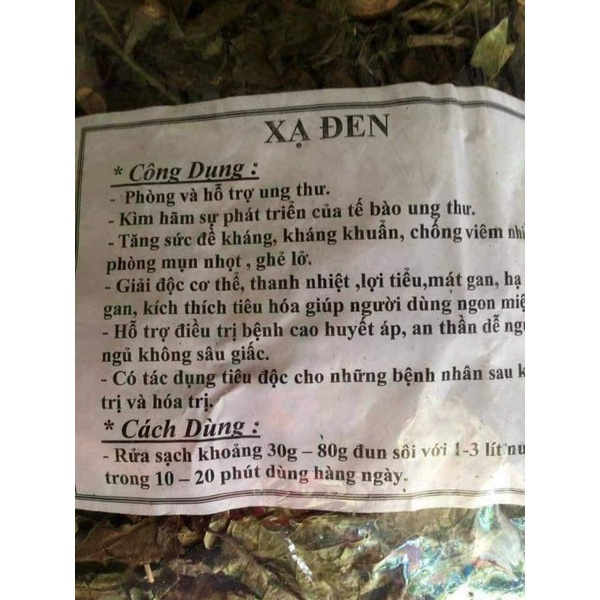 XẠ ĐEN
* Công Dụng :
- Phòng và hỗ trợ ung thư.
- Kìm hãm sự phát triển của tế bào ung thư.
- Tăng sức đề kháng, kháng khuẩn, chống viêm
phòng mụn nhọt , ghẻ lở.
- Giải độc cơ thể, thanh nhiệt ,lợi tiểu,mát gan, hạ
gan, kích thích tiêu hóa giúp người dùng ngon
- Hỗ trợ điều trị bệnh cao huyết áp, an thần dễ
ngủ không sâu giấc.
- Có tác dụng tiêu độc cho những bệnh nhân sau
trị và hóa trị.
* Cách Dùng :
- Rửa sạch khoảng 30g – 80g đun sôi với 1-3 lít
trong 10 – 20 phút dùng hàng ngày.